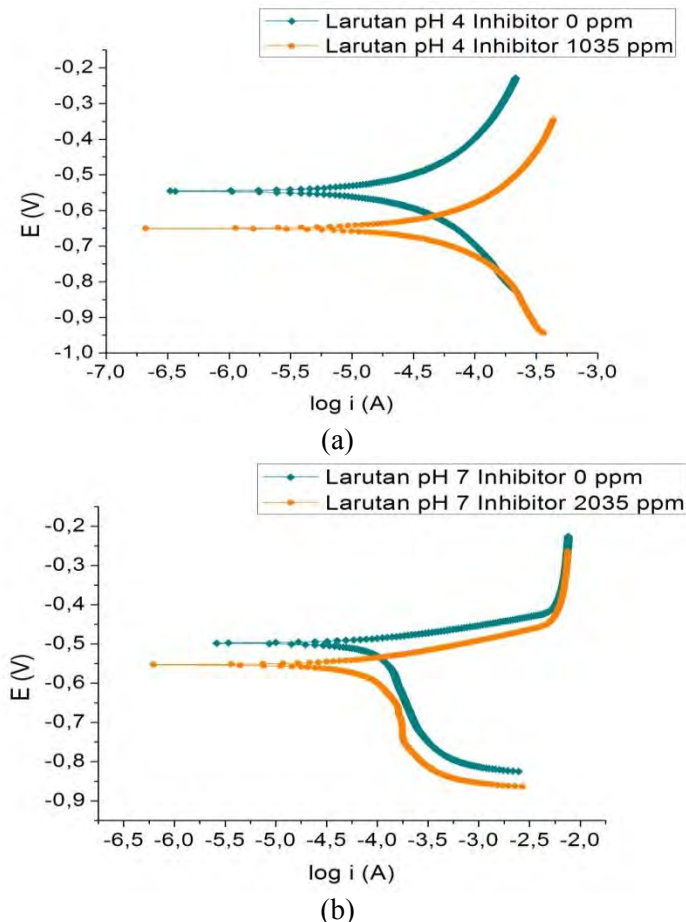 Larutan pH 4 Inhibitor 0 ppm
Larutan pH 4 Inhibitor 1035 ppm
-0,2
-0,3
-0,4
-0,5
-0,6
-0,7
-0,8
-0,9
-1,0
E (V)
-7,0 -6,5 -6,0 -5,5 -5,0 -4,5 -4,0 -3,5 -3,0
log i (A)
(a)
Larutan pH 7 Inhibitor 0 ppm
Larutan pH 7 Inhibitor 2035 ppm
-0,2
-0,3
-0,4
-0,5
-0,6
-0,7
-0,8
-0,9
E (V)
-6,5 -6,0 -5,5 -5,0 -4,5 -4,0 -3,5 -3,0 -2,5 -2,0
log i (A)
(b)